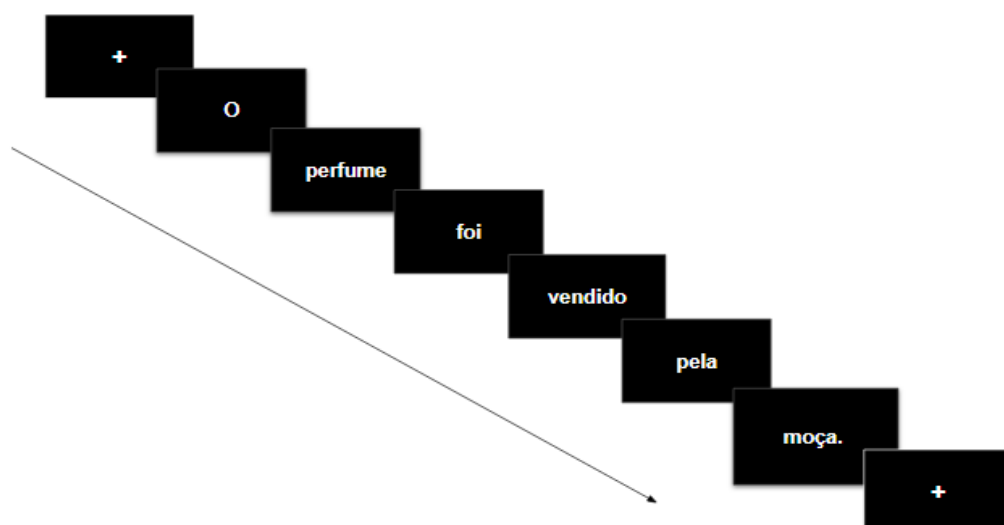 +
O
perfume
foi
vendido
pela
moça.
+